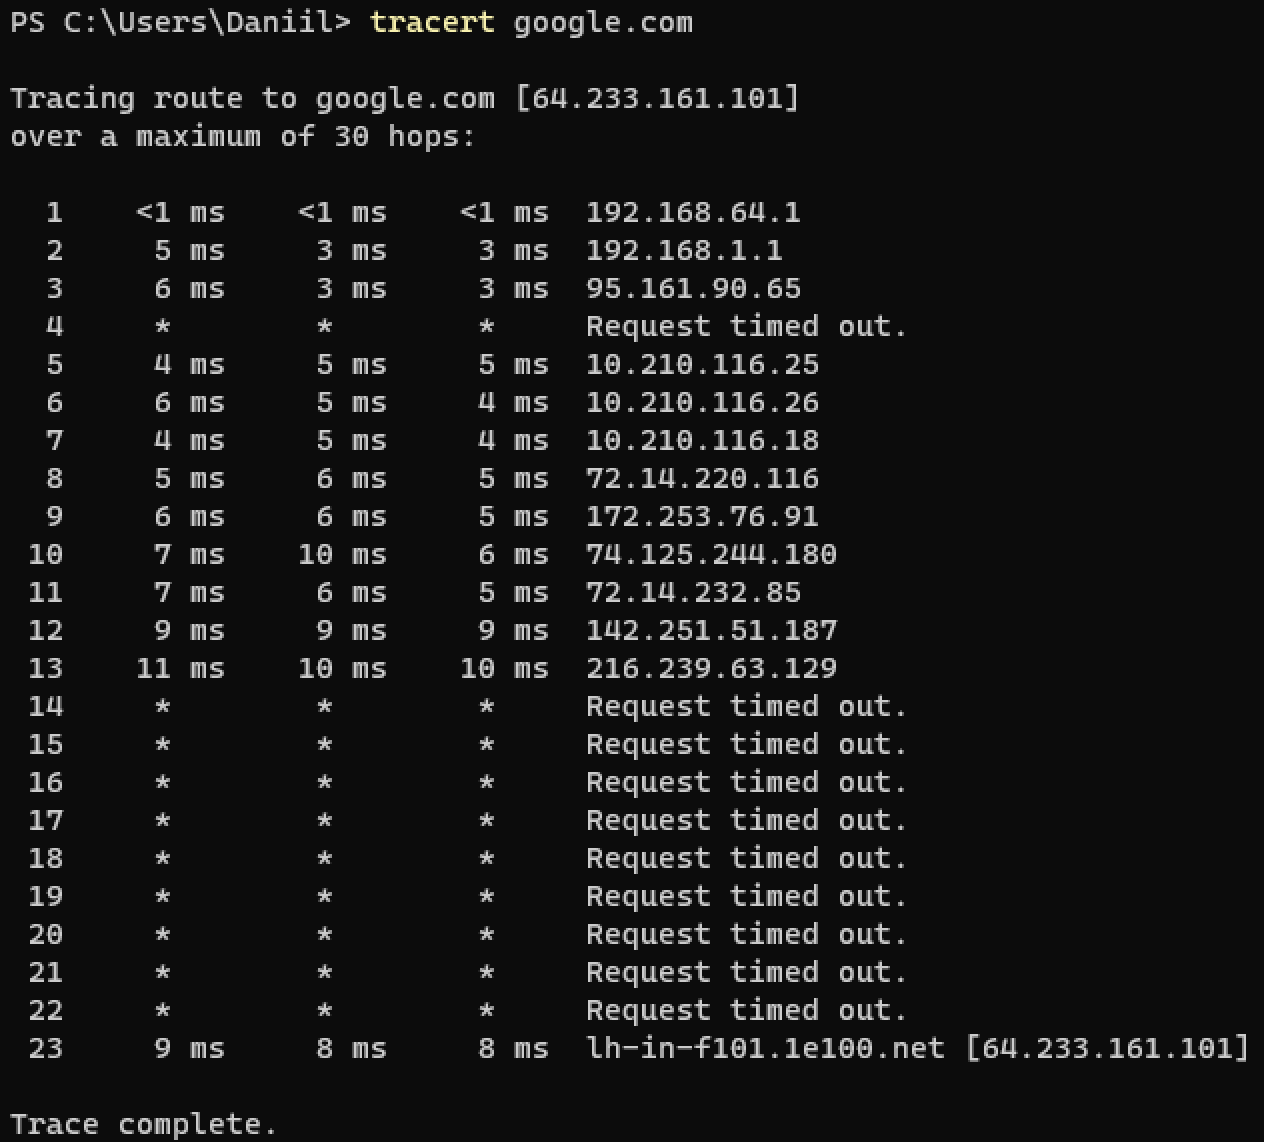 PS C:\Users\Daniil> tracert google.com
Tracing route to google.com [64.233.161.101]
over a maximum of 30 hops:
1 <1 ms <1 ms <1 ms 192.168.64.1
2 5 ms 3 ms 3 ms 192.168.1.1
3 6 ms 3 ms 3 ms 95.161.90.65
4 * * * Request timed out.
5 4 ms 5 ms 5 ms 10.210.116.25
6 6 ms 5 ms 4 ms 10.210.116.26
7 4 ms 5 ms 4 ms 10.210.116.18
8 5 ms 6 ms 5 ms 72.14.220.116
9 6 ms 6 ms 5 ms 172.253.76.91
10 7 ms 10 ms 6 ms 74.125.244.180
11 7 ms 6 ms 5 ms 72.14.232.85
12 9 ms 9 ms 9 ms 142.251.51.187
13 11 ms 10 ms 10 ms 216.239.63.129
14 * * * Request timed out.
15 * * * Request timed out.
16 * * * Request timed out.
17 * * * Request timed out.
18 * * * Request timed out.
19 * * * Request timed out.
20 * * * Request timed out.
21 * * * Request timed out.
22 * * * Request timed out.
23 9 ms 8 ms 8 ms lh-in-f101.1e100.net [64.233.161.101]
Trace complete.